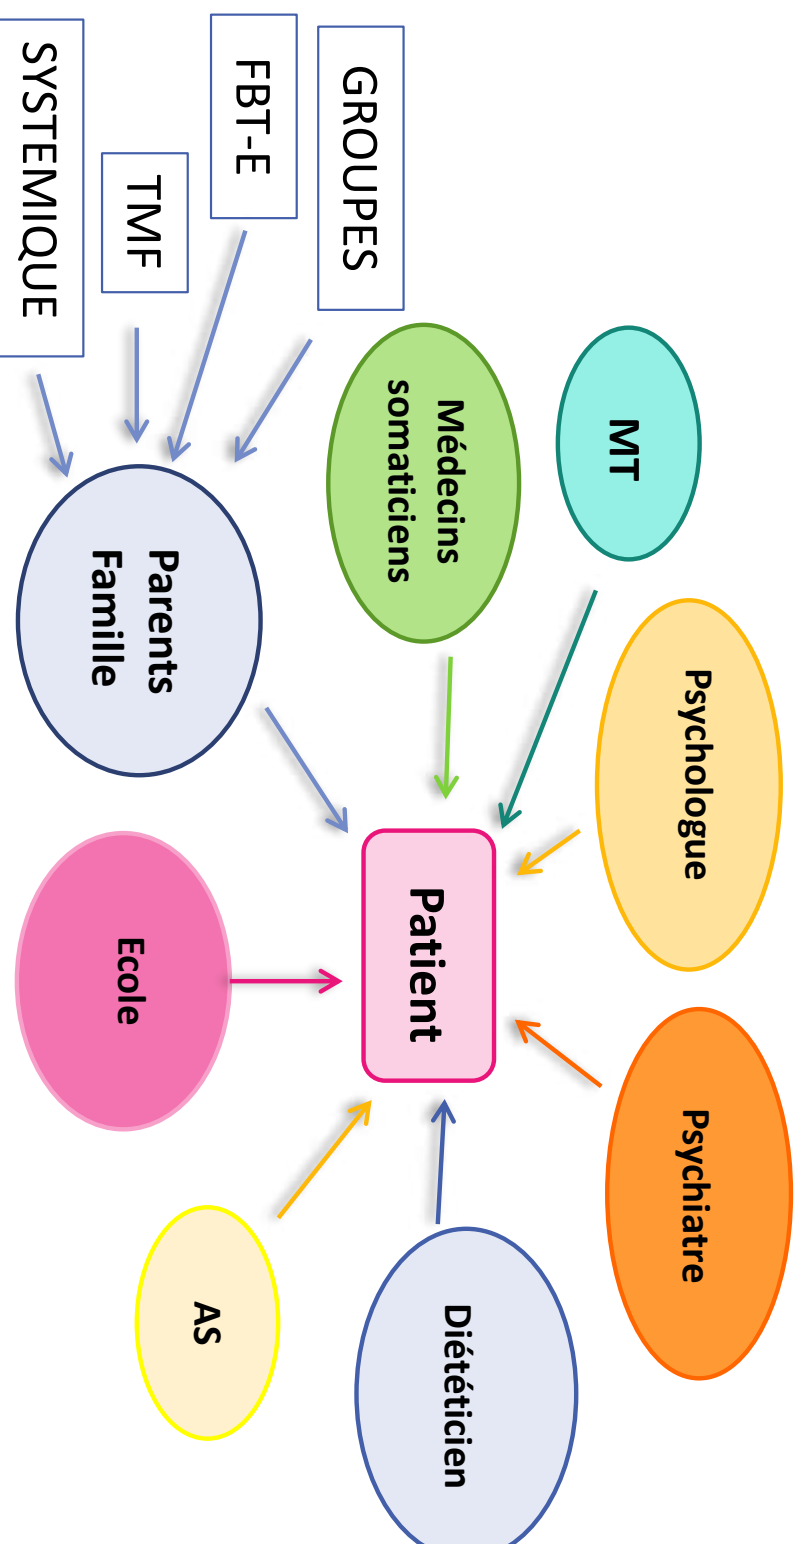 Psychologue
Psychiatre
MT
Médecins
somaticiens
Patient
Diététicien
GROUPES
FBT-E
TMF
SYSTEMIQUE
Parents
Famille
Ecole
AS